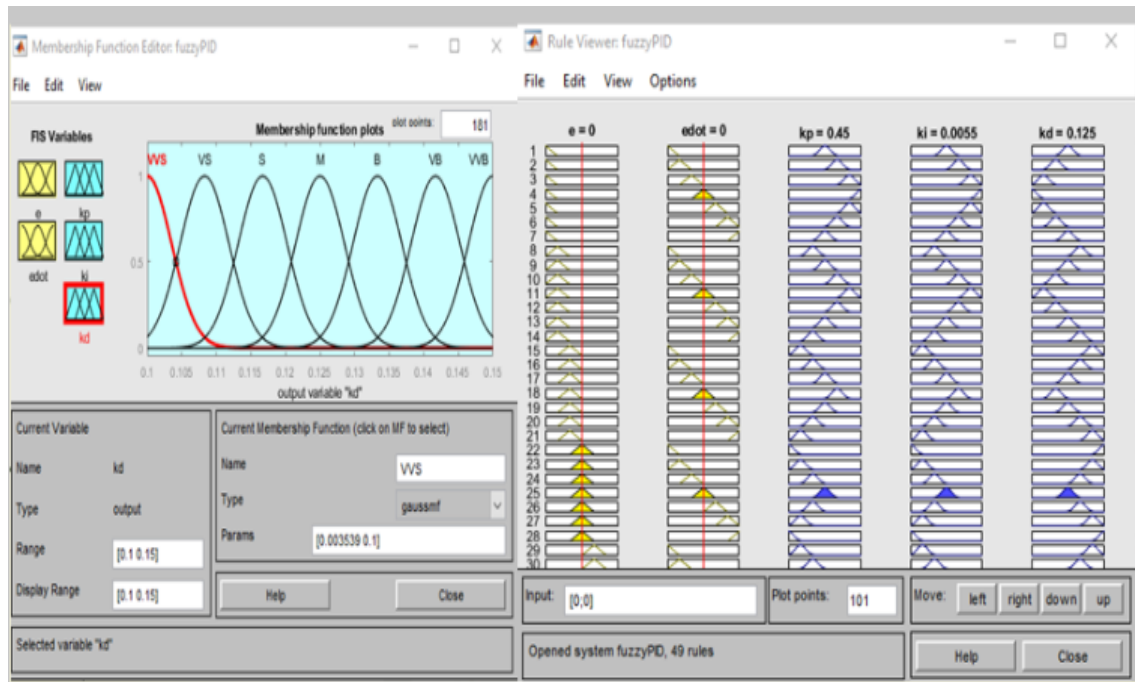 Membership Function Editor: fuzzyPID
File Edit View
FIS Variables
e
kp
edot
ki
kd
Membership function plots
plot points:
181
VVS VS S M B VB VVB
1
0.5
0
0.1 0.105 0.11 0.115 0.12 0.125 0.13 0.135 0.14 0.145 0.15
output variable "kd"
Current Variable
Name kd
Type output
Range [0.1 0.15]
Display Range [0.1 0.15]
Current Membership Function (click on MF to select)
Name VVS
Type gaussmf
Params [0.003539 0.1]
Help Close
Selected variable "kd"
Rule Viewer: fuzzyPID
File Edit View Options
e = 0 edot = 0 kp = 0.45 ki = 0.0055 kd = 0.125
1
2
3
4
5
6
7
8
9
10
11
12
13
14
15
16
17
18
19
20
21
22
23
24
25
26
27
28
29
30
Input: [0;0]
Plot points: 101
Move: left right down up
Opened system fuzzyPID, 49 rules
Help Close